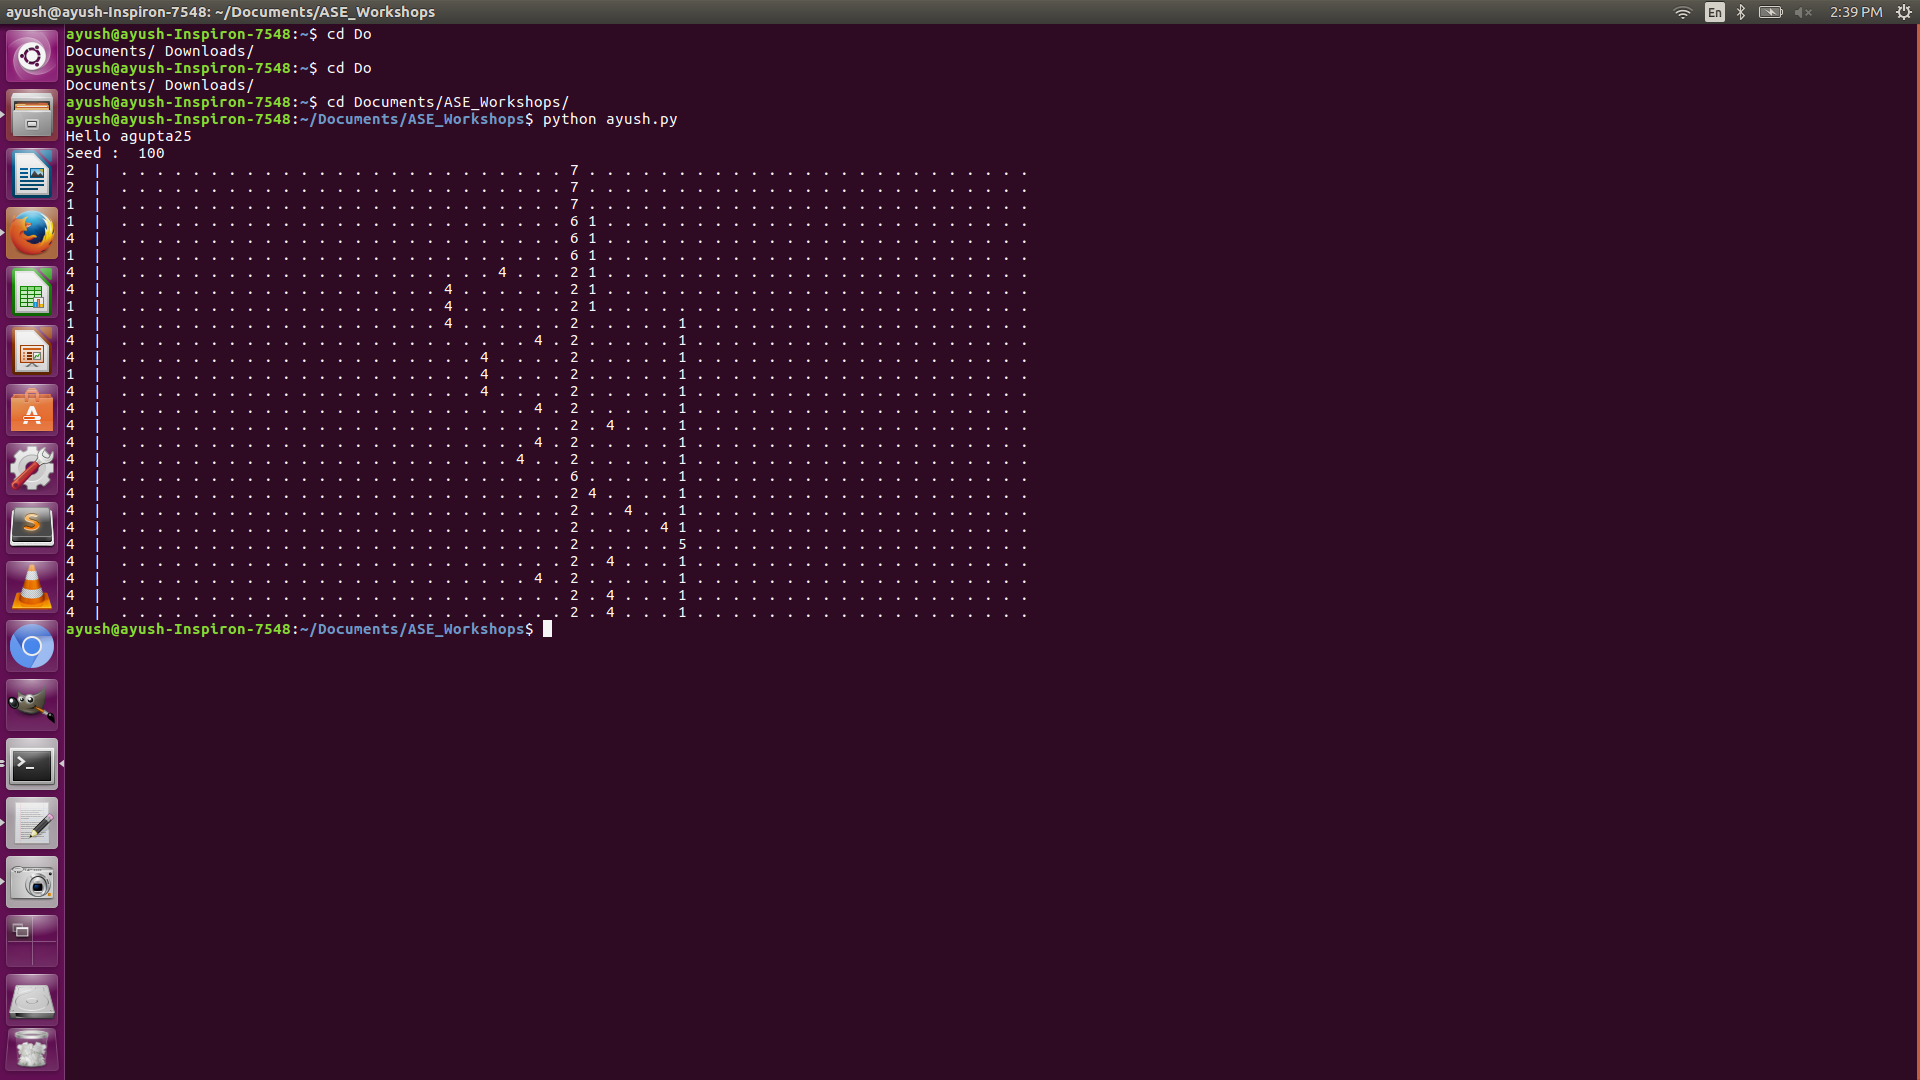 ayush@ayush-Inspiron-7548: ~/Documents/ASE_Workshops
En
2:39 PM
ayush@ayush-Inspiron-7548:~$ cd Do
Documents/ Downloads/
ayush@ayush-Inspiron-7548:~$ cd Do
Documents/ Downloads/
ayush@ayush-Inspiron-7548:~$ cd Documents/ASE_Workshops/
ayush@ayush-Inspiron-7548:~/Documents/ASE_Workshops$ python ayush.py
Hello agupta25
Seed :  100
2  |  . . . . . . . . . . . . . . . . . . . . . . . . . 7 . . . . . . . . . . . . . . . . . . . . . . . . .
2  |  . . . . . . . . . . . . . . . . . . . . . . . . . 7 . . . . . . . . . . . . . . . . . . . . . . . . .
1  |  . . . . . . . . . . . . . . . . . . . . . . . . . 7 . . . . . . . . . . . . . . . . . . . . . . . . .
1  |  . . . . . . . . . . . . . . . . . . . . . . . . . 6 1 . . . . . . . . . . . . . . . . . . . . . . . .
4  |  . . . . . . . . . . . . . . . . . . . . . . . . . 6 1 . . . . . . . . . . . . . . . . . . . . . . . .
1  |  . . . . . . . . . . . . . . . . . . . . . . . . . 6 1 . . . . . . . . . . . . . . . . . . . . . . . .
4  |  . . . . . . . . . . . . . . . . . . . . . 4 . . . 2 1 . . . . . . . . . . . . . . . . . . . . . . . .
4  |  . . . . . . . . . . . . . . . . . . 4 . . . . . . 2 1 . . . . . . . . . . . . . . . . . . . . . . . .
1  |  . . . . . . . . . . . . . . . . . . 4 . . . . . . 2 1 . . . . . . . . . . . . . . . . . . . . . . . .
1  |  . . . . . . . . . . . . . . . . . . 4 . . . . . . 2 . . . . . 1 . . . . . . . . . . . . . . . . . . .
4  |  . . . . . . . . . . . . . . . . . . . . . . . 4 . 2 . . . . . 1 . . . . . . . . . . . . . . . . . . .
4  |  . . . . . . . . . . . . . . . . . . . . 4 . . . . 2 . . . . . 1 . . . . . . . . . . . . . . . . . . .
1  |  . . . . . . . . . . . . . . . . . . . . 4 . . . . 2 . . . . . 1 . . . . . . . . . . . . . . . . . . .
4  |  . . . . . . . . . . . . . . . . . . . . 4 . . . . 2 . . . . . 1 . . . . . . . . . . . . . . . . . . .
4  |  . . . . . . . . . . . . . . . . . . . . . . . 4 . 2 . . . . . 1 . . . . . . . . . . . . . . . . . . .
4  |  . . . . . . . . . . . . . . . . . . . . . . . . . 2 . 4 . . . 1 . . . . . . . . . . . . . . . . . . .
4  |  . . . . . . . . . . . . . . . . . . . . . . . 4 . 2 . . . . . 1 . . . . . . . . . . . . . . . . . . .
4  |  . . . . . . . . . . . . . . . . . . . . . . 4 . . 2 . . . . . 1 . . . . . . . . . . . . . . . . . . .
4  |  . . . . . . . . . . . . . . . . . . . . . . . . . 6 . . . . . 1 . . . . . . . . . . . . . . . . . . .
4  |  . . . . . . . . . . . . . . . . . . . . . . . . . 2 4 . . . . 1 . . . . . . . . . . . . . . . . . . .
4  |  . . . . . . . . . . . . . . . . . . . . . . . . . 2 . . 4 . . 1 . . . . . . . . . . . . . . . . . . .
4  |  . . . . . . . . . . . . . . . . . . . . . . . . . 2 . . . . 4 1 . . . . . . . . . . . . . . . . . . .
4  |  . . . . . . . . . . . . . . . . . . . . . . . . . 2 . . . . . 5 . . . . . . . . . . . . . . . . . . .
4  |  . . . . . . . . . . . . . . . . . . . . . . . . . 2 . 4 . . . 1 . . . . . . . . . . . . . . . . . . .
4  |  . . . . . . . . . . . . . . . . . . . . . . . 4 . 2 . . . . . 1 . . . . . . . . . . . . . . . . . . .
4  |  . . . . . . . . . . . . . . . . . . . . . . . . . 2 . 4 . . . 1 . . . . . . . . . . . . . . . . . . .
4  |  . . . . . . . . . . . . . . . . . . . . . . . . . 2 . 4 . . . 1 . . . . . . . . . . . . . . . . . . .
ayush@ayush-Inspiron-7548:~/Documents/ASE_Workshops$